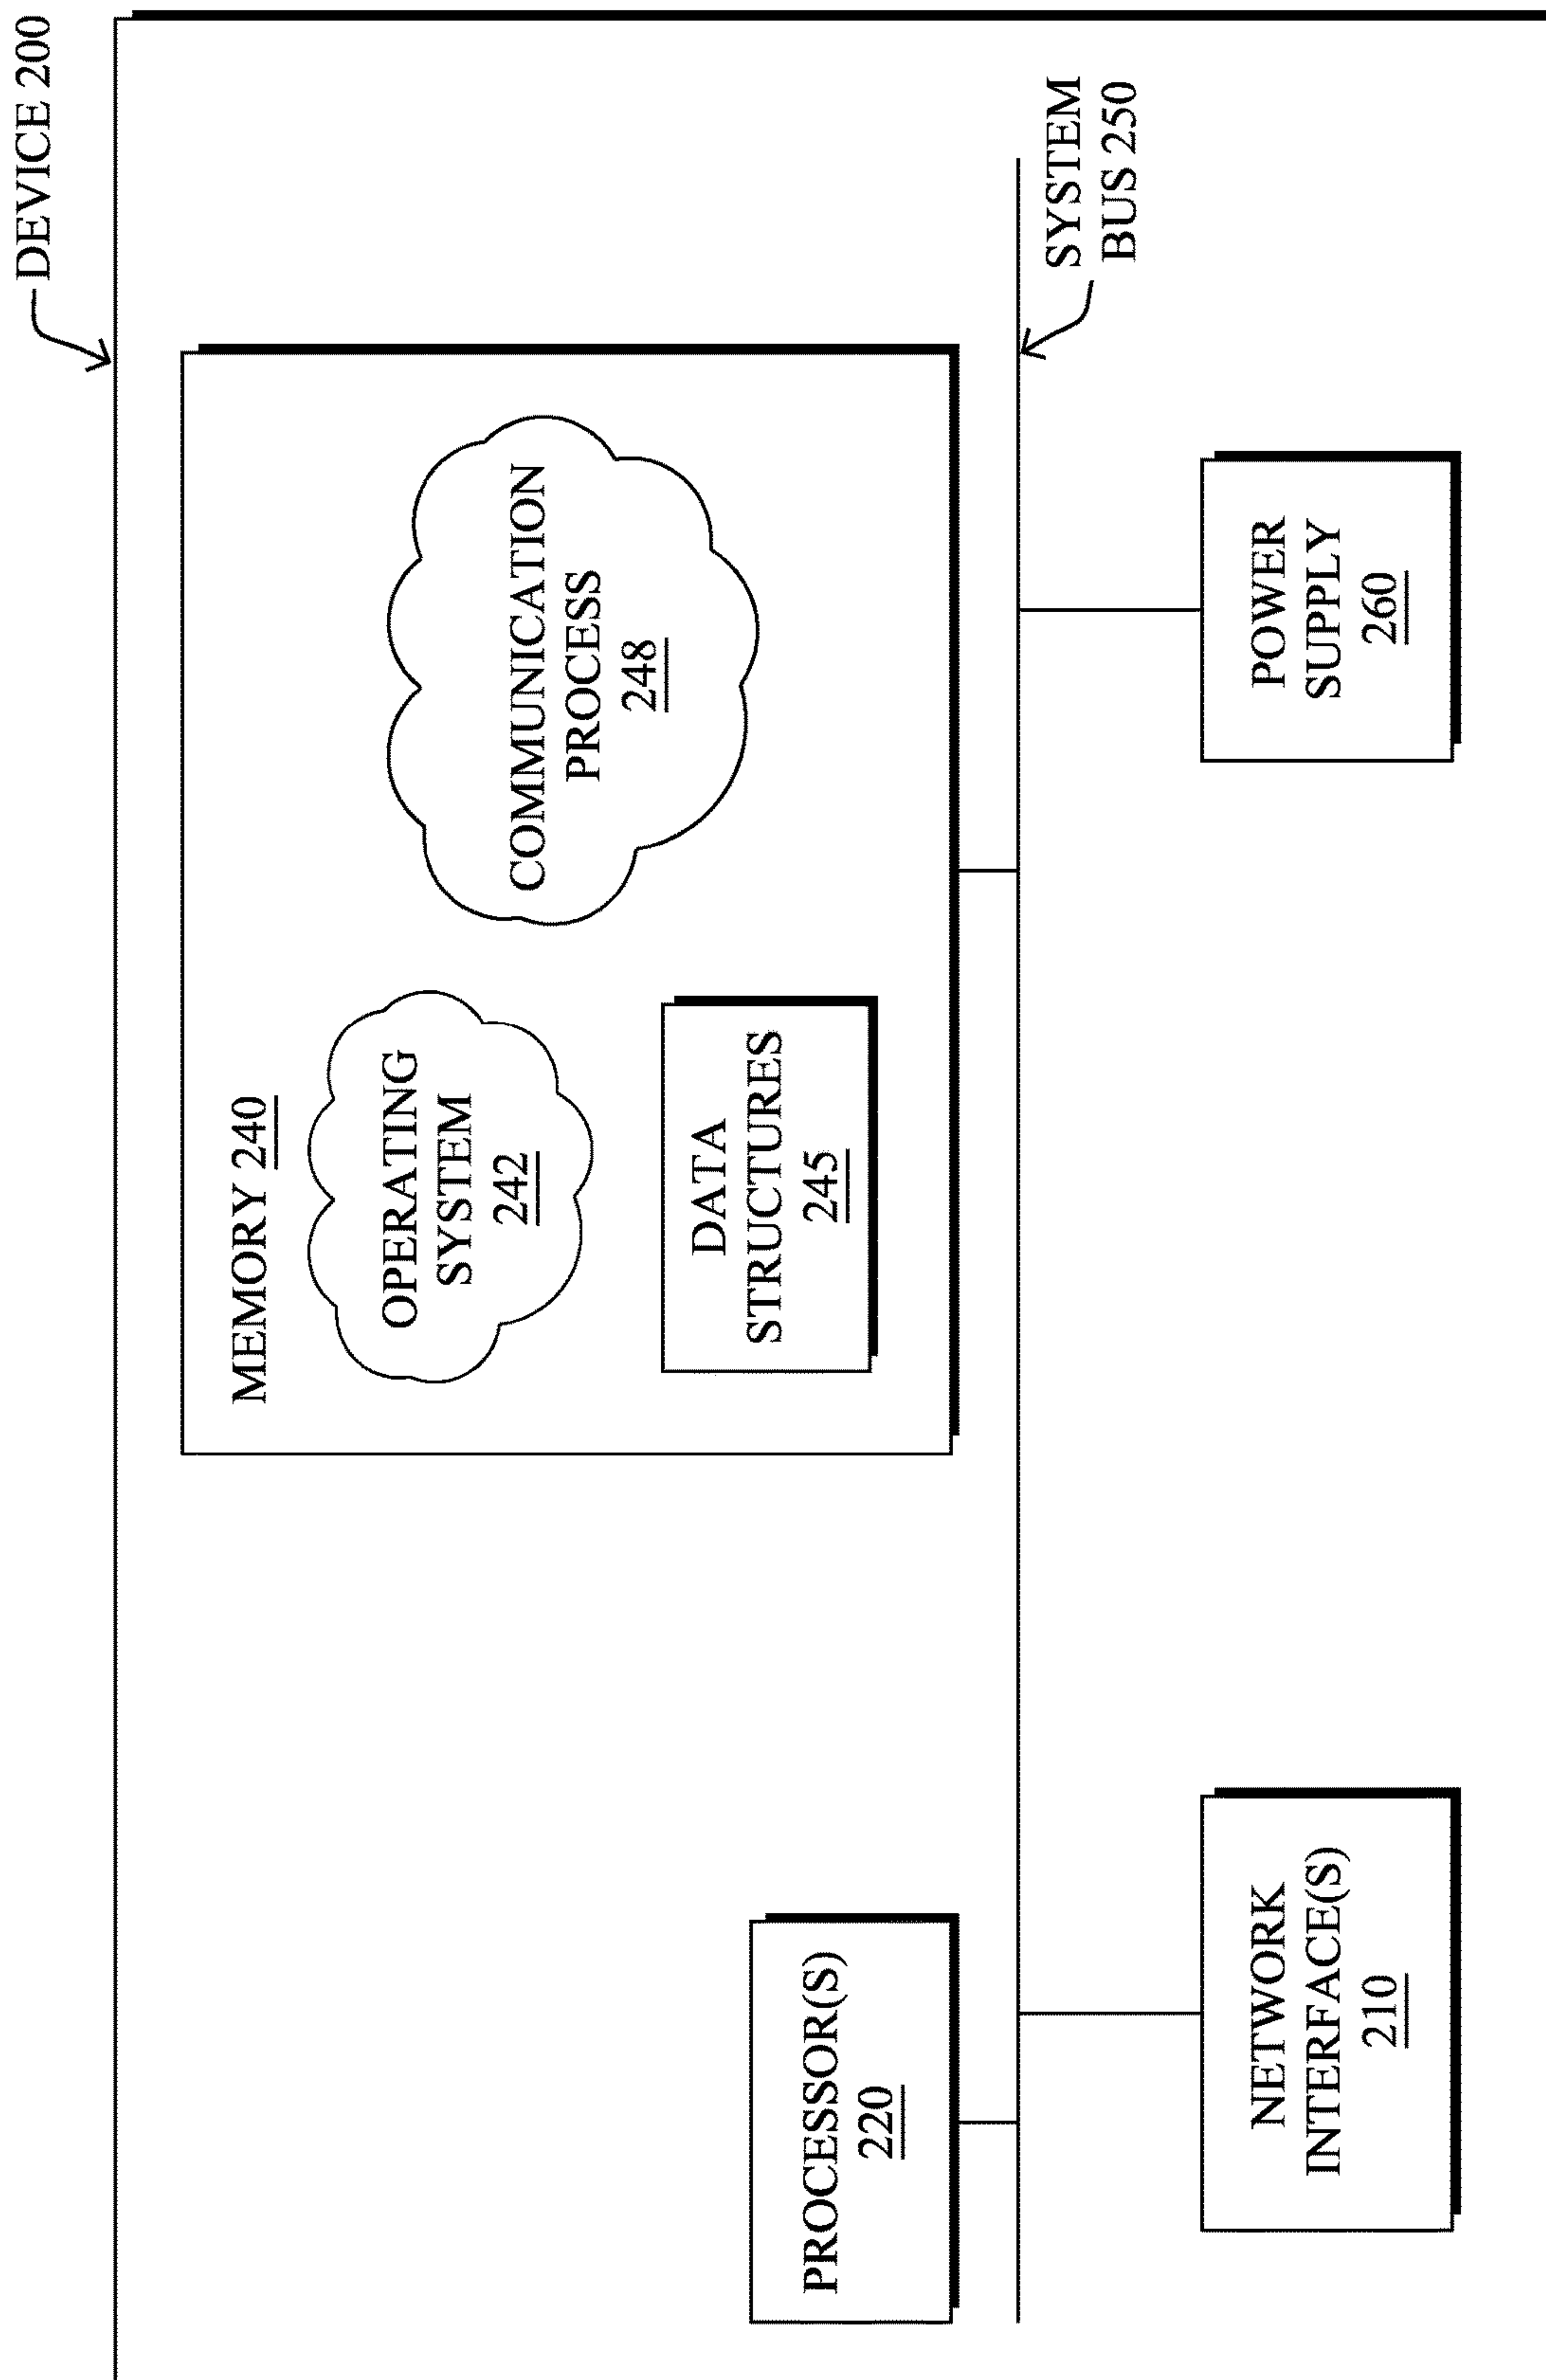 DEVICE 200
MEMORY 240
OPERATING
SYSTEM
242
DATA
STRUCTURES
245
COMMUNICATION
PROCESS
248
PROCESSOR(S)
220
SYSTEM
BUS 250
NETWORK
INTERFACE(S)
210
POWER
SUPPLY
260